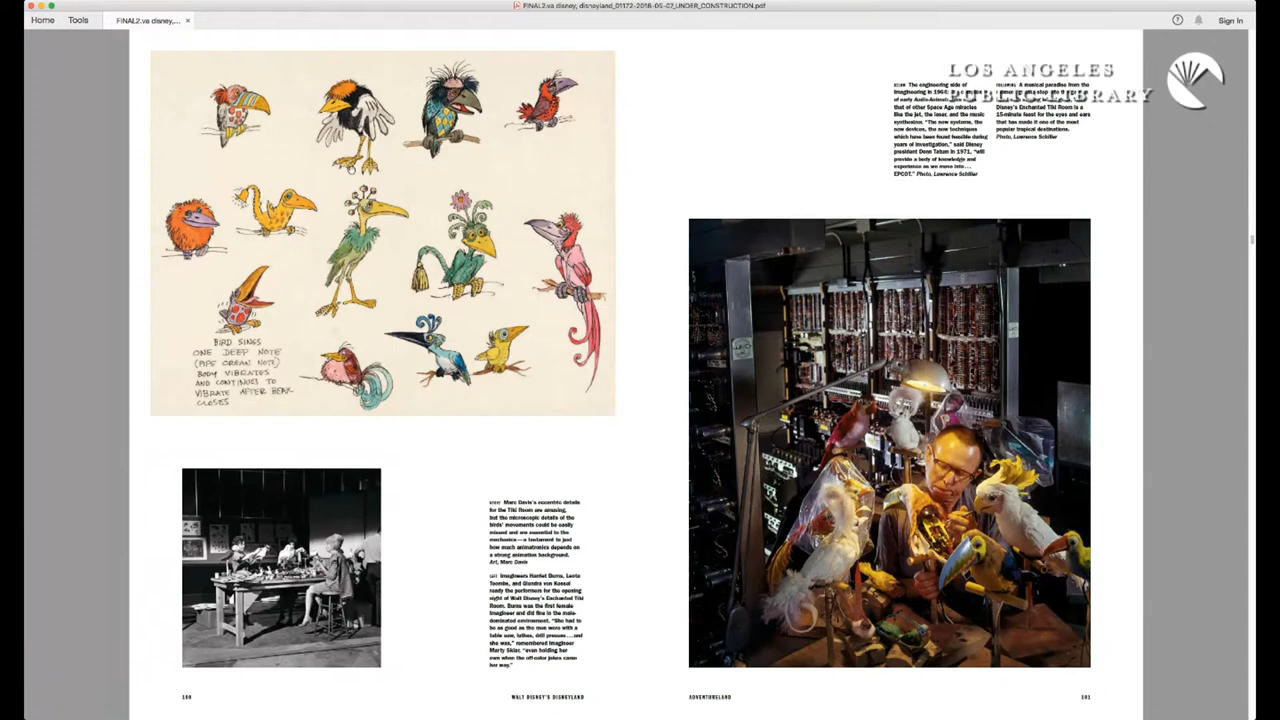 FINAL2.va disney, disneyland_01172-2018-05-07_UNDER_CONSTRUCTION.pdf
Home Tools FINAL2.va disney,... × Sign In
LOS ANGELES
PUBLIC LIBRARY
BIRD SINGS
ONE DEEP NOTE
(PIPE ORGAN NOTE)
BODY VIBRATES
AND CONTINUES TO
VIBRATE AFTER BEAK
CLOSES
Marc Davis's eccentric details
for the Tiki Room are amusing,
but the microscopic details of the
birds' movements could be easily
missed and are essential to the
mechanics—a testament to just
how much animatronics depends on
a strong animation background.
Art, Marc Davis
LEFT Imagineers Harriet Burns, Leota
Toombs, and Glendra von Kessel
ready the performers for the opening
night of Walt Disney's Enchanted Tiki
Room. Burns was the first female
Imagineer and did fine in the male-
dominated environment. "She had to
be as good as the men were with a
table saw, lathes, drill presses...and
she was," remembered Imagineer
Marty Sklar, "even holding her
own when the off-color jokes came
her way."
The engineering side of
Imagineering in 1964:
of early Audio-Anim
that of other Space Age miracles
like the jet, the laser, and the music
synthesizer. "The new systems, the
new devices, the new techniques
which have been found feasible during
years of investigation," said Disney
president Donn Tatum in 1971, "will
provide a body of knowledge and
experience as we move into...
EPCOT." Photo, Lawrence Schiller
A musical paradise from the
Disney's Enchanted Tiki Room is a
15-minute feast for the eyes and ears
that has made it one of the most
popular tropical destinations.
Photo, Lawrence Schiller
100 WALT DISNEY'S DISNEYLAND
ADVENTURELAND 101